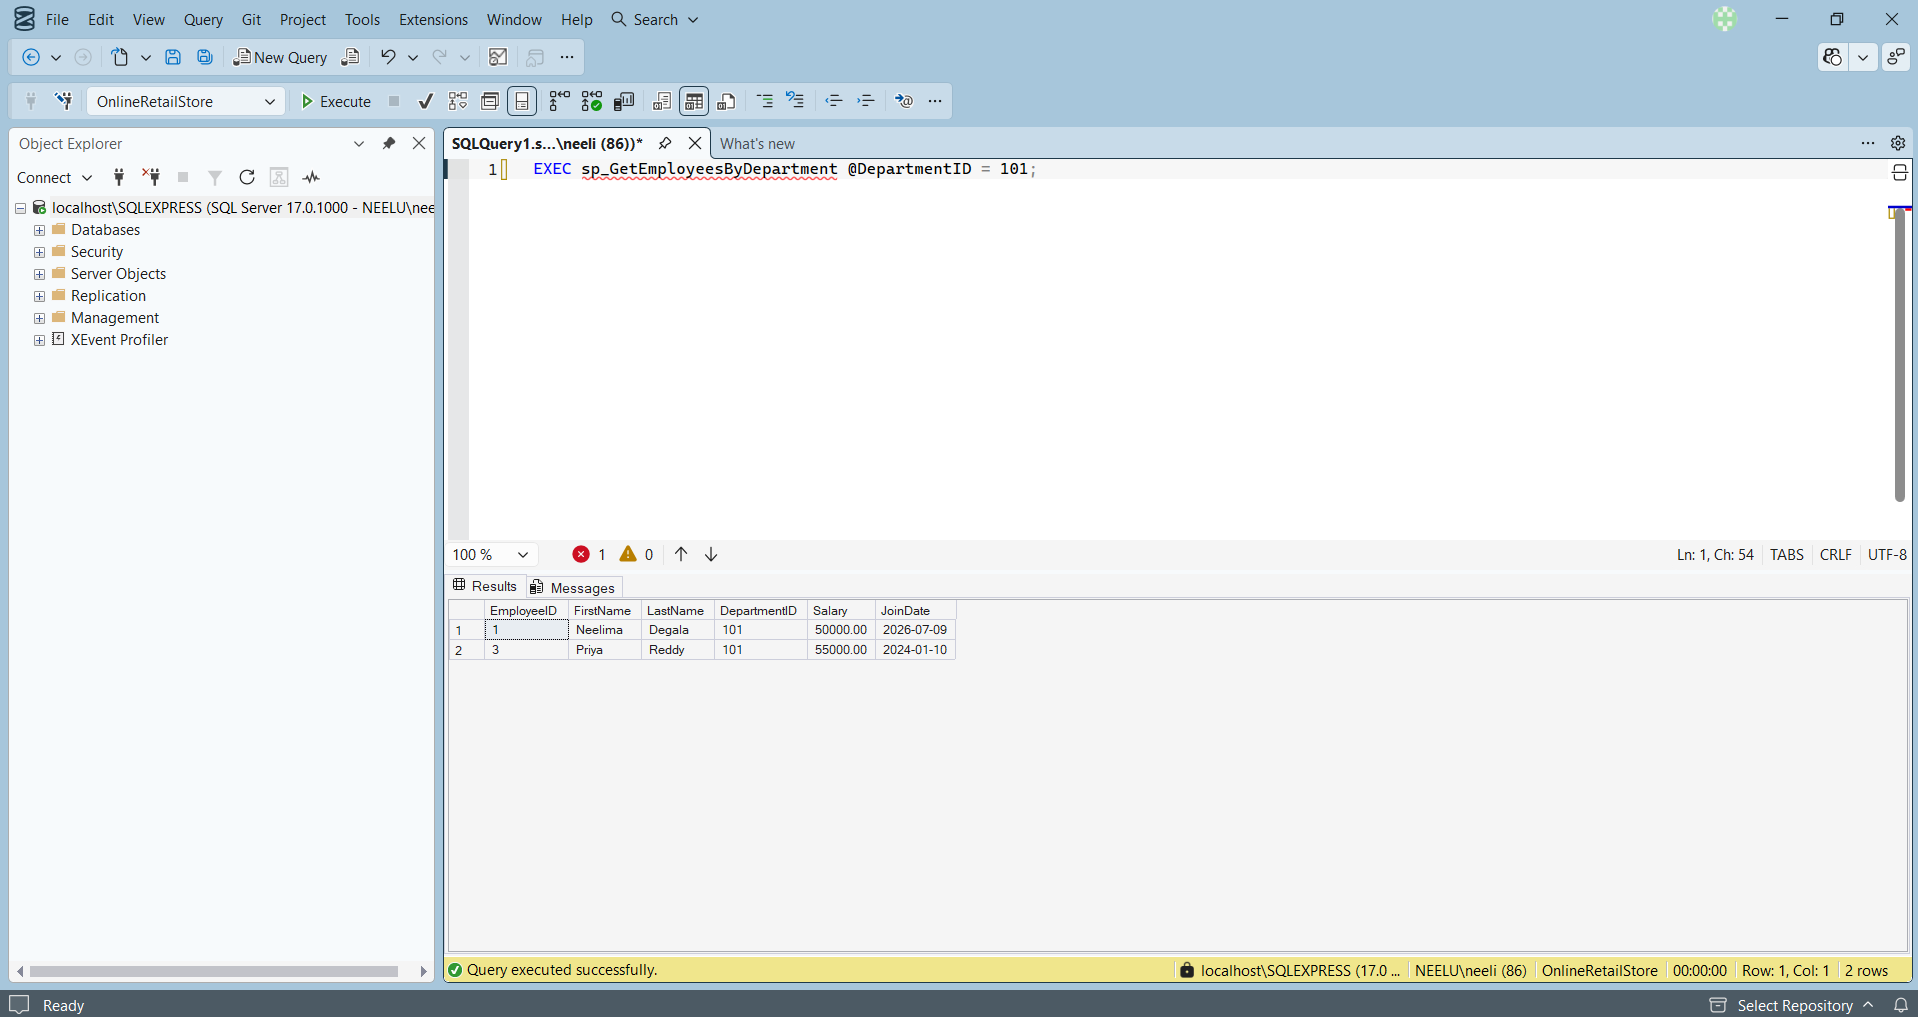 File Edit View Query Git Project Tools Extensions Window Help Search
New Query
OnlineRetailStore Execute
Object Explorer
Connect
localhost\SQLEXPRESS (SQL Server 17.0.1000 - NEELU\nee
Databases
Security
Server Objects
Replication
Management
XEvent Profiler
SQLQuery1.s...\neeli (86))* What's new
1 EXEC sp_GetEmployeesByDepartment @DepartmentID = 101;
100 % 1 0 Ln: 1, Ch: 54 TABS CRLF UTF-8
Results Messages
EmployeeID FirstName LastName DepartmentID Salary JoinDate
1 1 Neelima Degala 101 50000.00 2026-07-09
2 3 Priya Reddy 101 55000.00 2024-01-10
Query executed successfully. localhost\SQLEXPRESS (17.0 ... NEELU\neeli (86) OnlineRetailStore 00:00:00 Row: 1, Col: 1 2 rows
Ready Select Repository